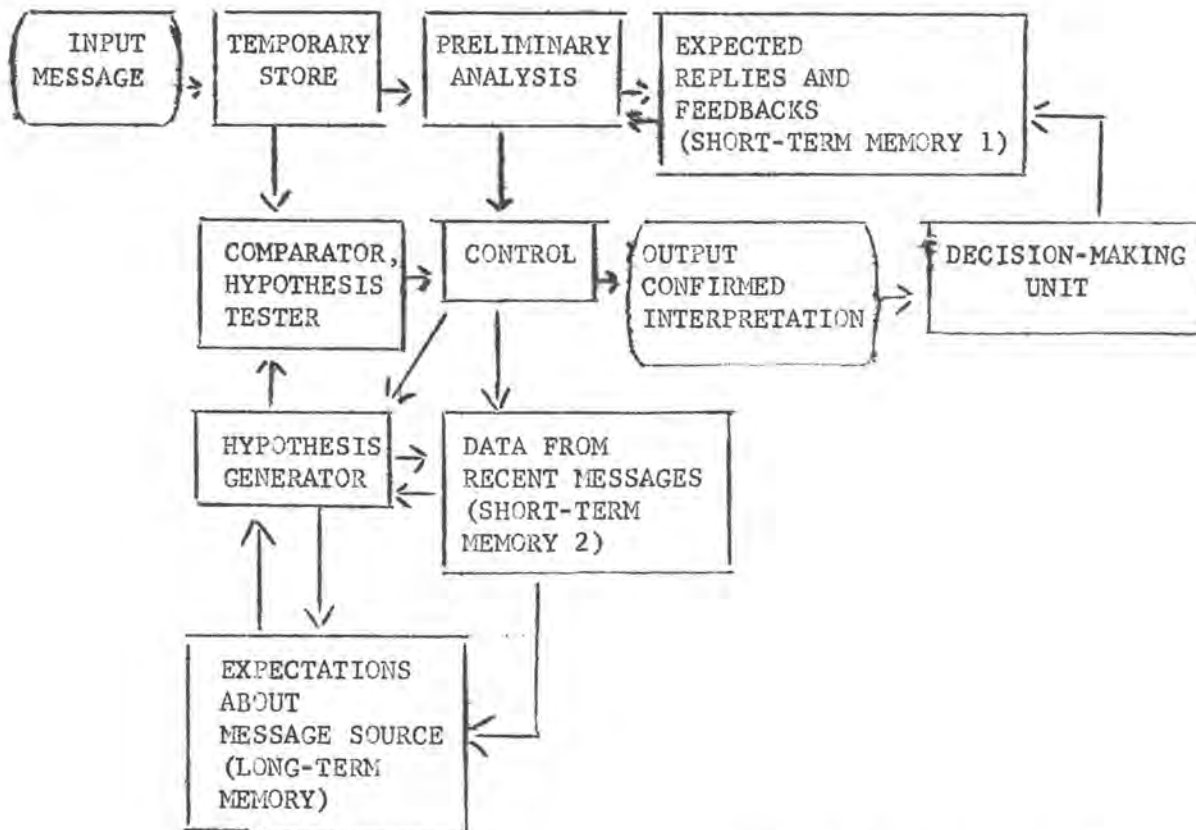 INPUT
MESSAGE
TEMPORARY
STORE
PRELIMINARY
ANALYSIS
EXPECTED
REPLIES AND
FEEDBACKS
(SHORT-TERM MEMORY 1)
COMPARATOR,
HYPOTHESIS
TESTER
CONTROL
OUTPUT
CONFIRMED
INTERPRETATION
DECISION-MAKING
UNIT
HYPOTHESIS
GENERATOR
DATA FROM
RECENT MESSAGES
(SHORT-TERM
MEMORY 2)
EXPECTATIONS
ABOUT
MESSAGE SOURCE
(LONG-TERM
MEMORY)